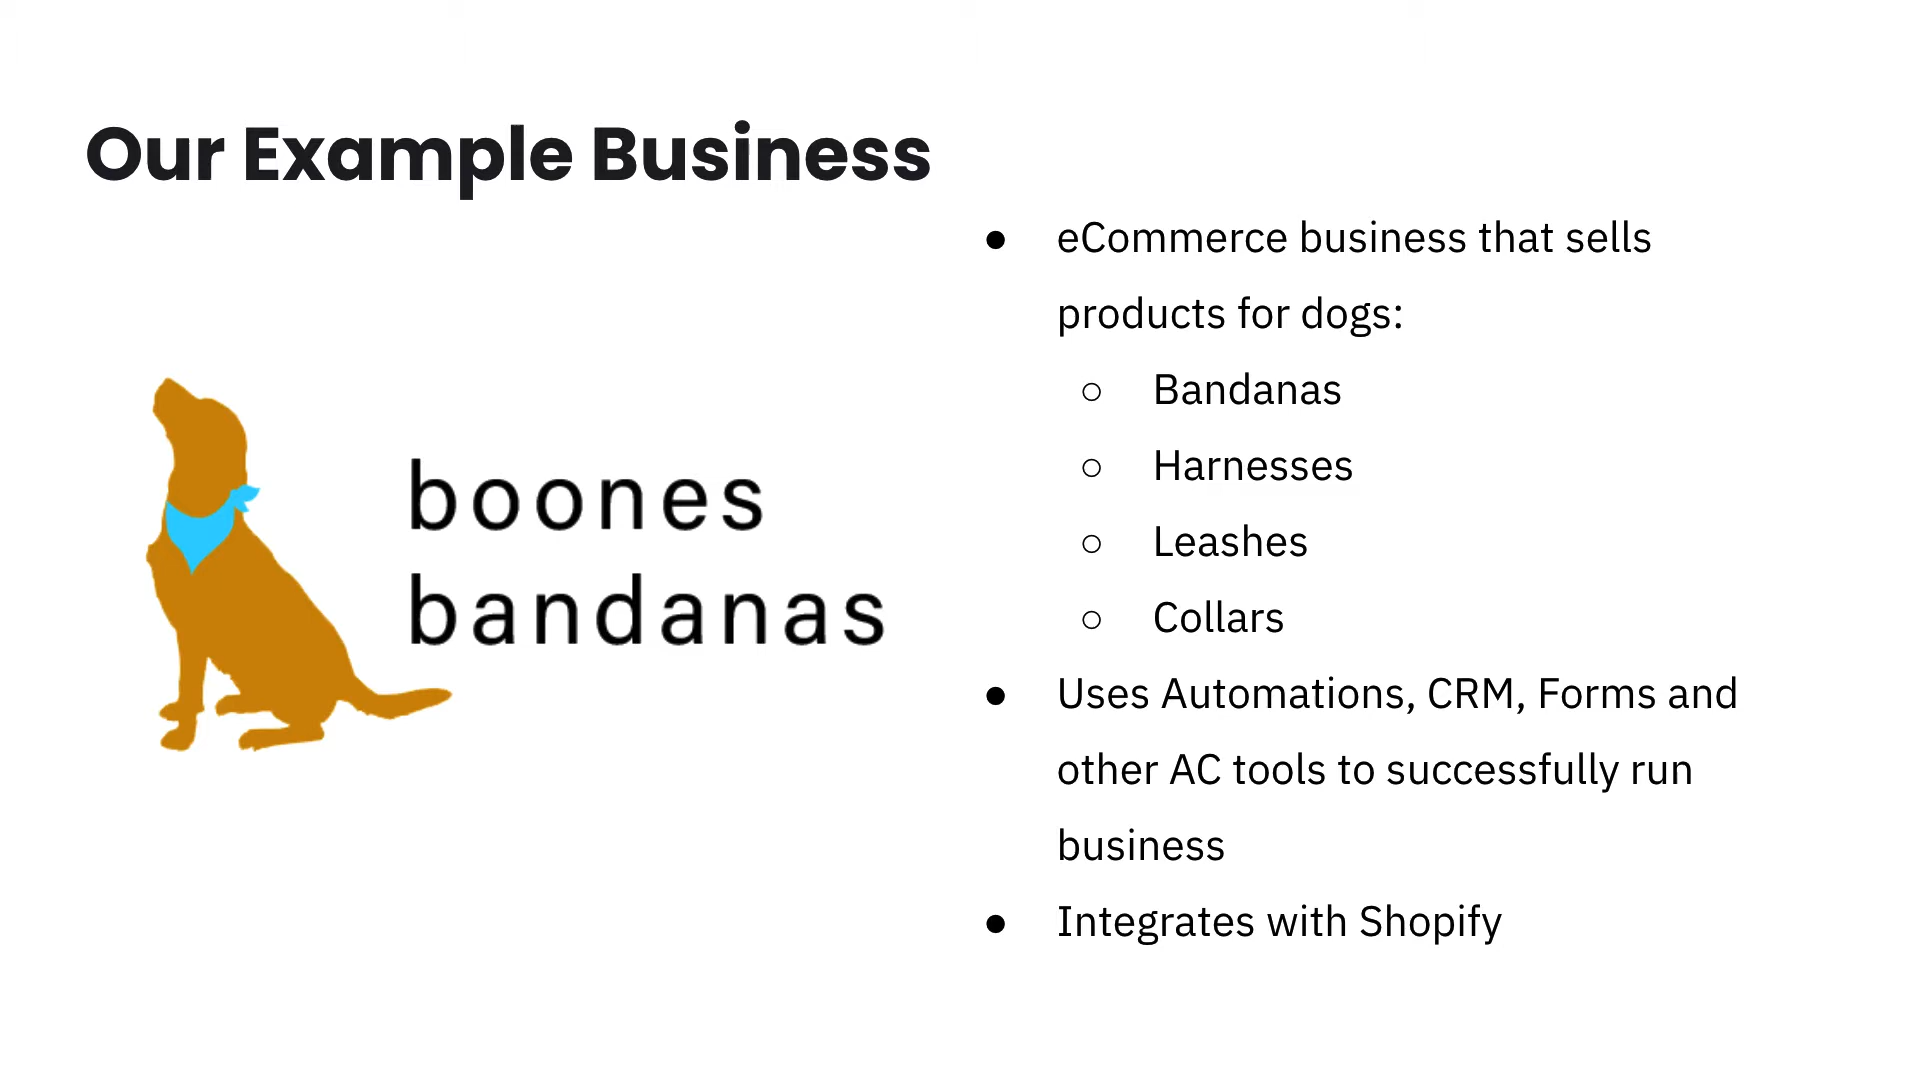 Our Example Business
boones
bandanas
● eCommerce business that sells
products for dogs:
○ Bandanas
○ Harnesses
○ Leashes
○ Collars
● Uses Automations, CRM, Forms and
other AC tools to successfully run
business
● Integrates with Shopify